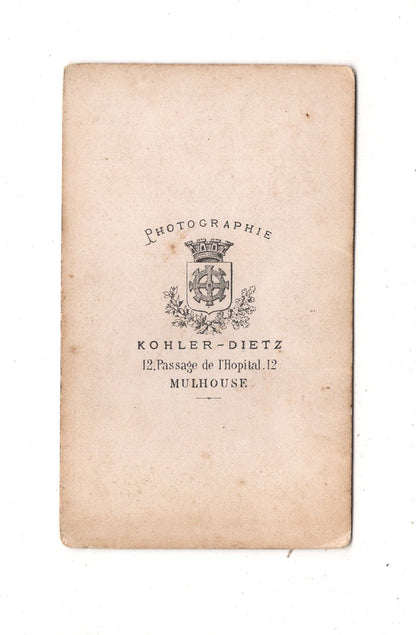 PHOTOGRAPHIE
KOHLER-DIETZ
12, Passage de l'Hopital. 12
MULHOUSE